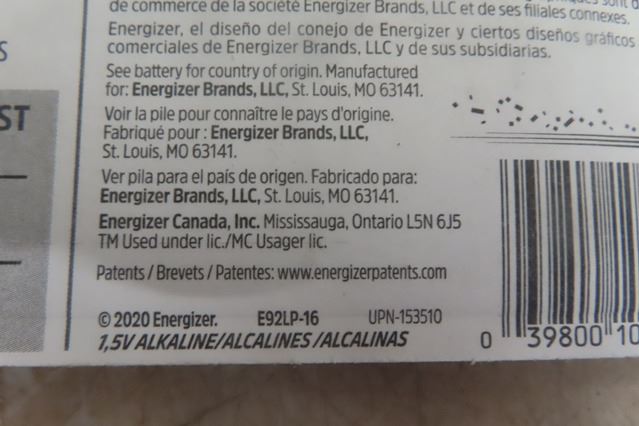 de commerce de la société Energizer Brands, LLC et de ses filiales connexes.
Energizer, el diseño del conejo de Energizer y ciertos diseños gráficos
comerciales de Energizer Brands, LLC y de sus subsidiarias.
See battery for country of origin. Manufactured
for: Energizer Brands, LLC, St. Louis, MO 63141.
Voir la pile pour connaître le pays d'origine.
Fabriqué pour : Energizer Brands, LLC,
St. Louis, MO 63141.
Ver pila para el país de origen. Fabricado para:
Energizer Brands, LLC, St. Louis, MO 63141.
Energizer Canada, Inc. Mississauga, Ontario L5N 6J5
TM Used under lic./MC Usager lic.
Patents / Brevets / Patentes: www.energizerpatents.com
© 2020 Energizer. E92LP-16 UPN-153510
1,5V ALKALINE/ALCALINES/ALCALINAS
0 39800 10
S
ST